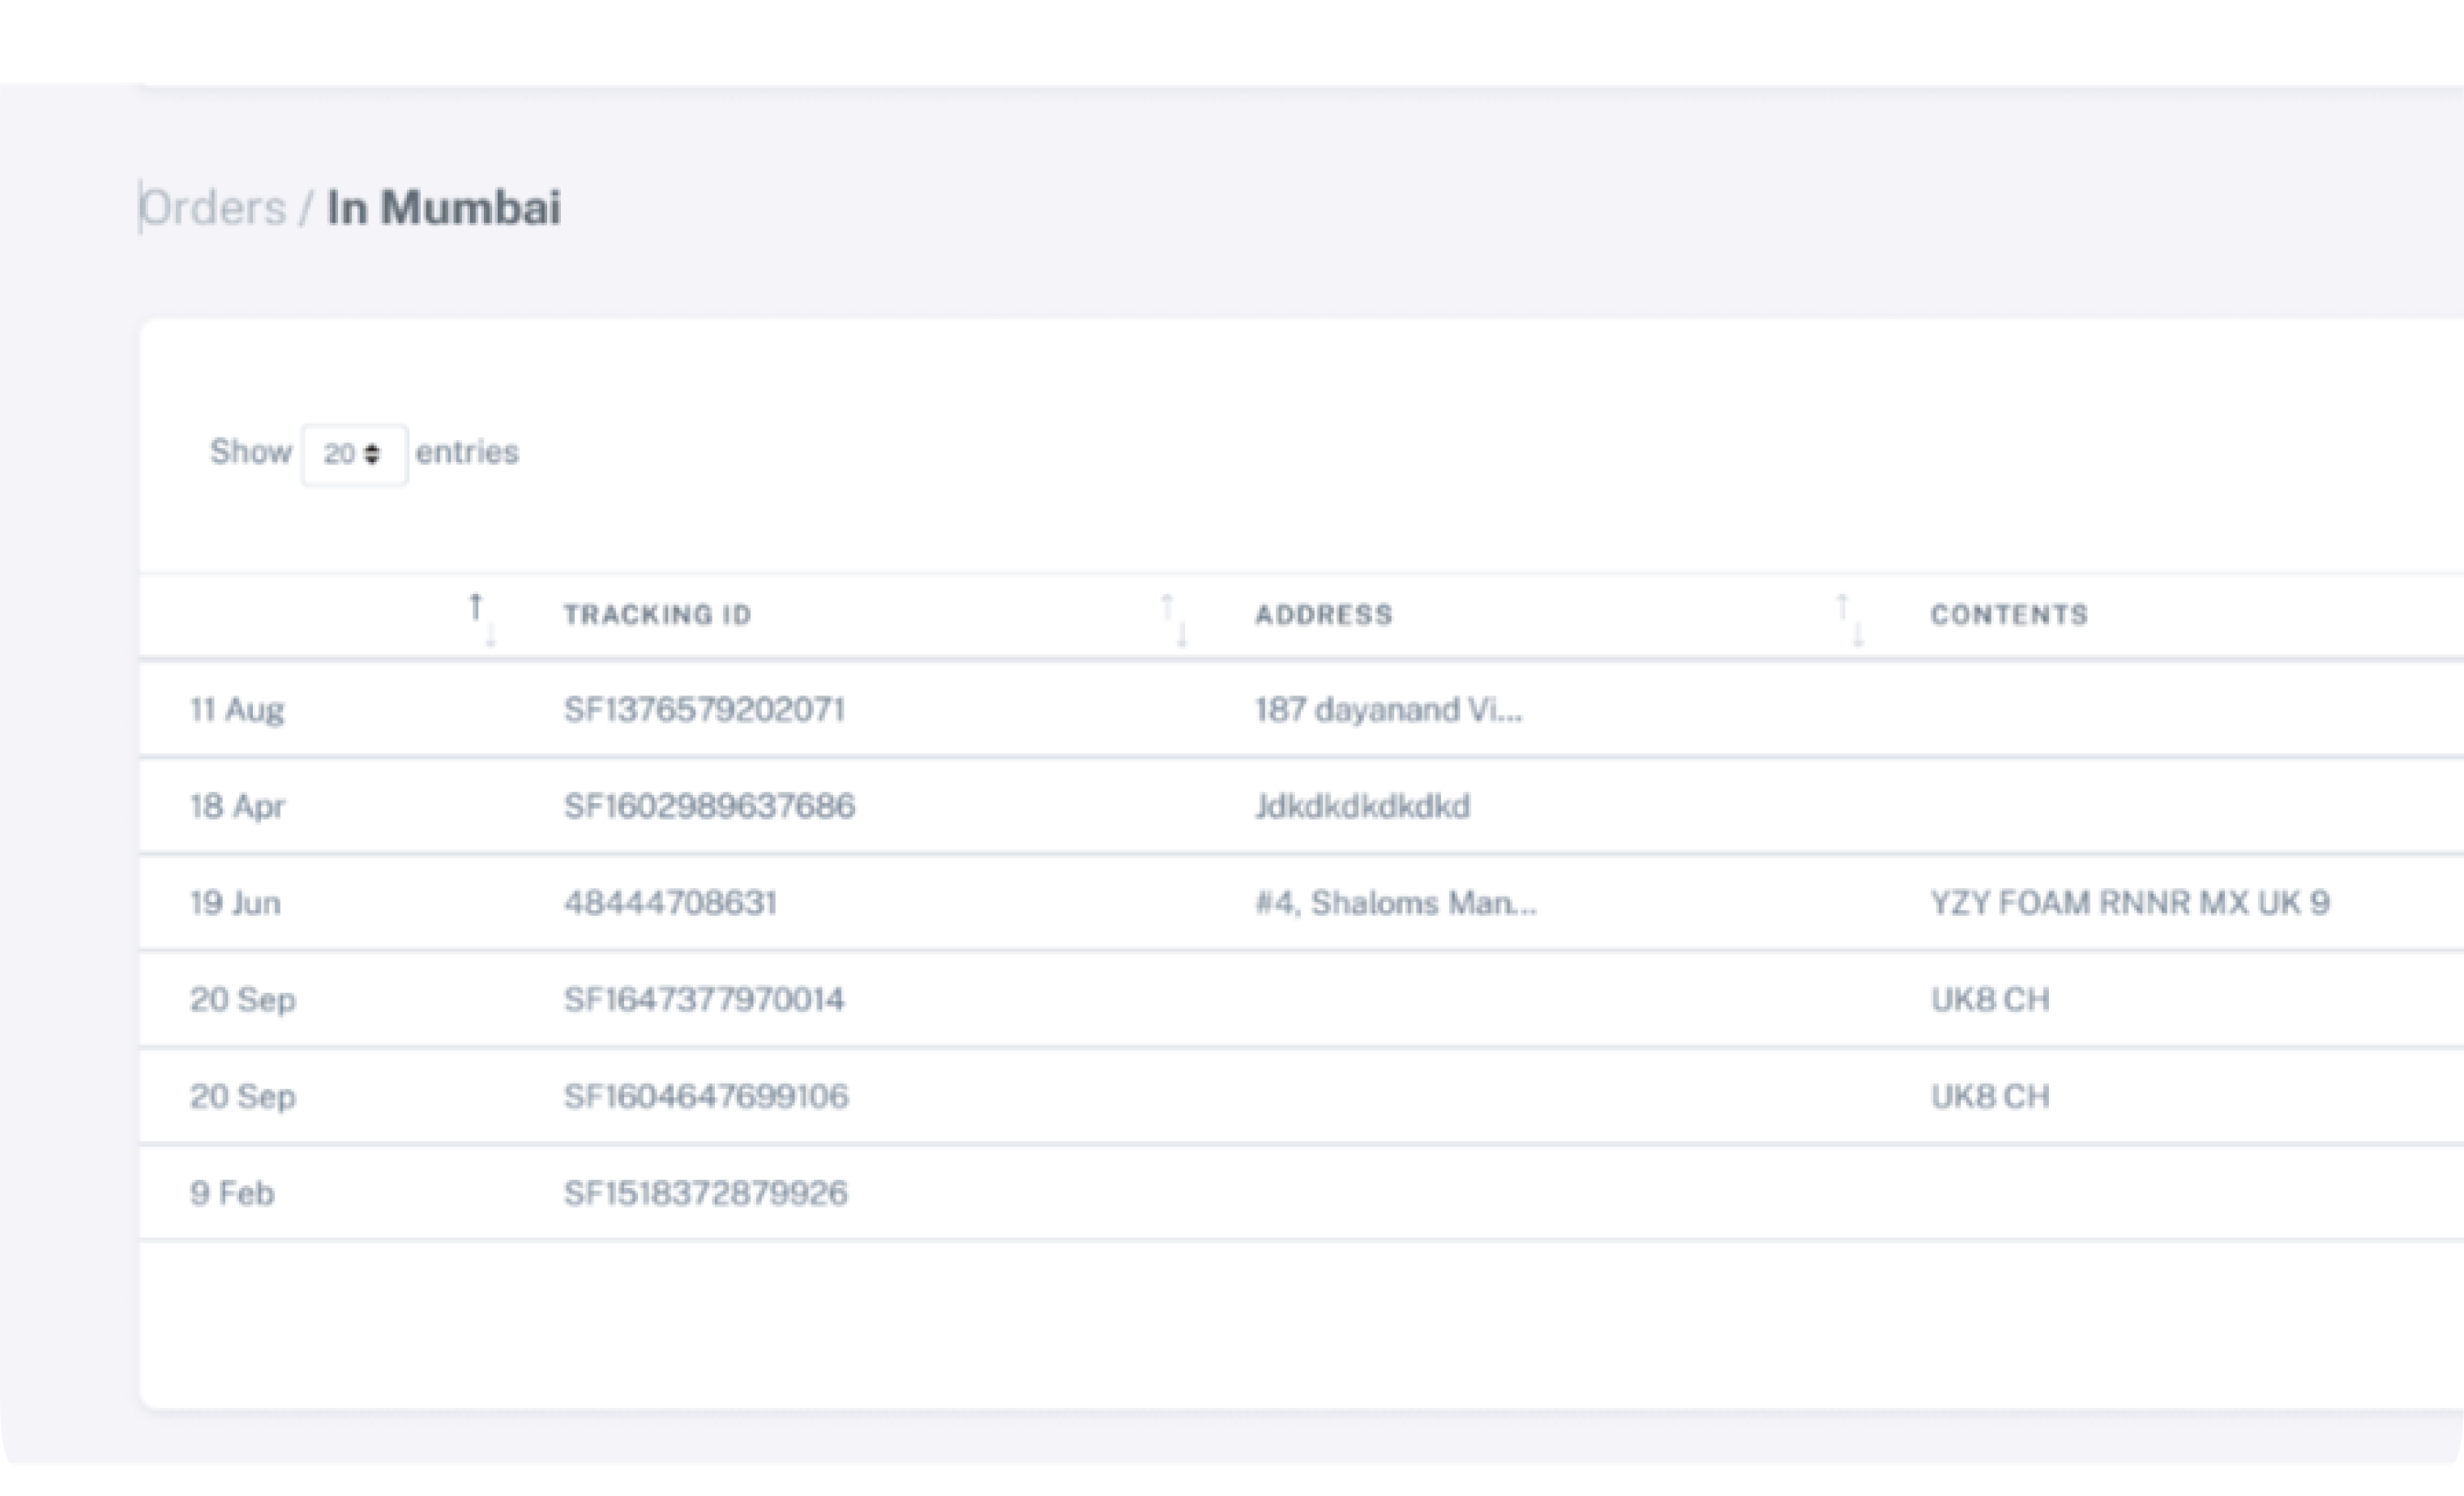 Orders / In Mumbai
Show 20 entries
TRACKING ID ADDRESS CONTENTS
11 Aug SF1376579202071 187 dayanand Vi...
18 Apr SF1602989637686 Jdkdkdkdkdkd
19 Jun 48444708631 #4, Shaloms Man... YZY FOAM RNNR MX UK 9
20 Sep SF1647377970014 UK8 CH
20 Sep SF1604647699106 UK8 CH
9 Feb SF1518372879926